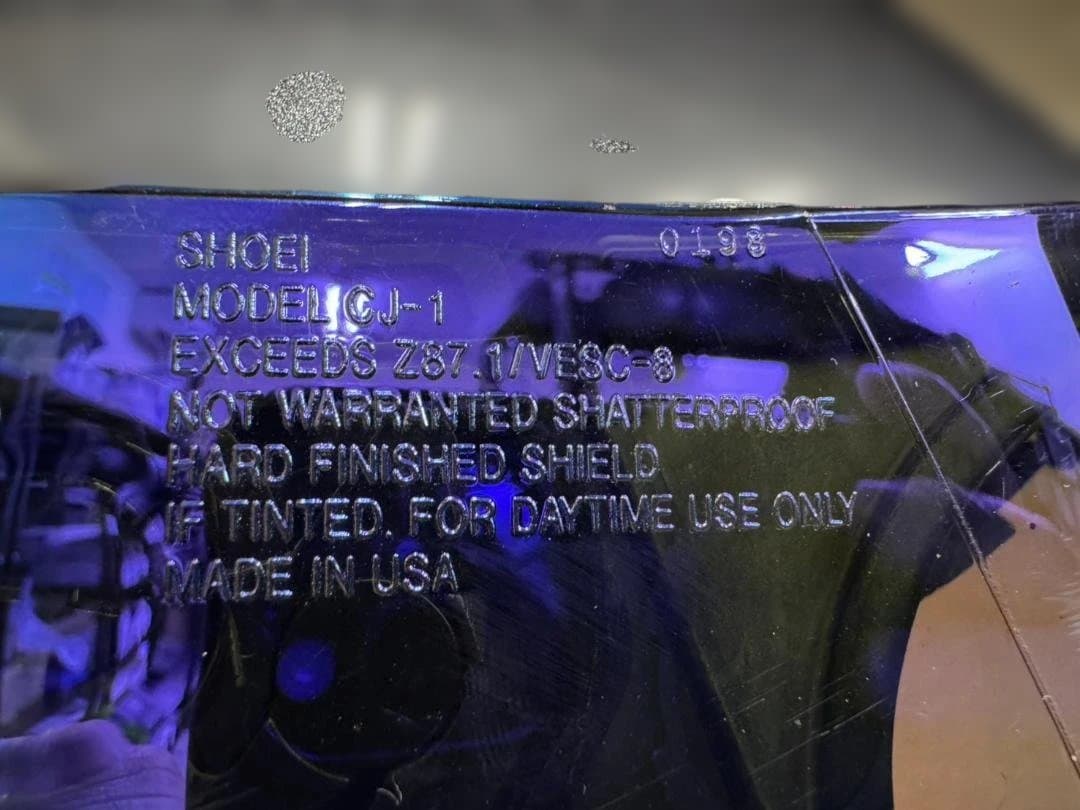 SHOEI 0198
MODEL CJ-1
EXCEEDS Z87.1/VESC-8
NOT WARRANTED SHATTERPROOF
HARD FINISHED SHIELD
IF TINTED. FOR DAYTIME USE ONLY
MADE IN USA